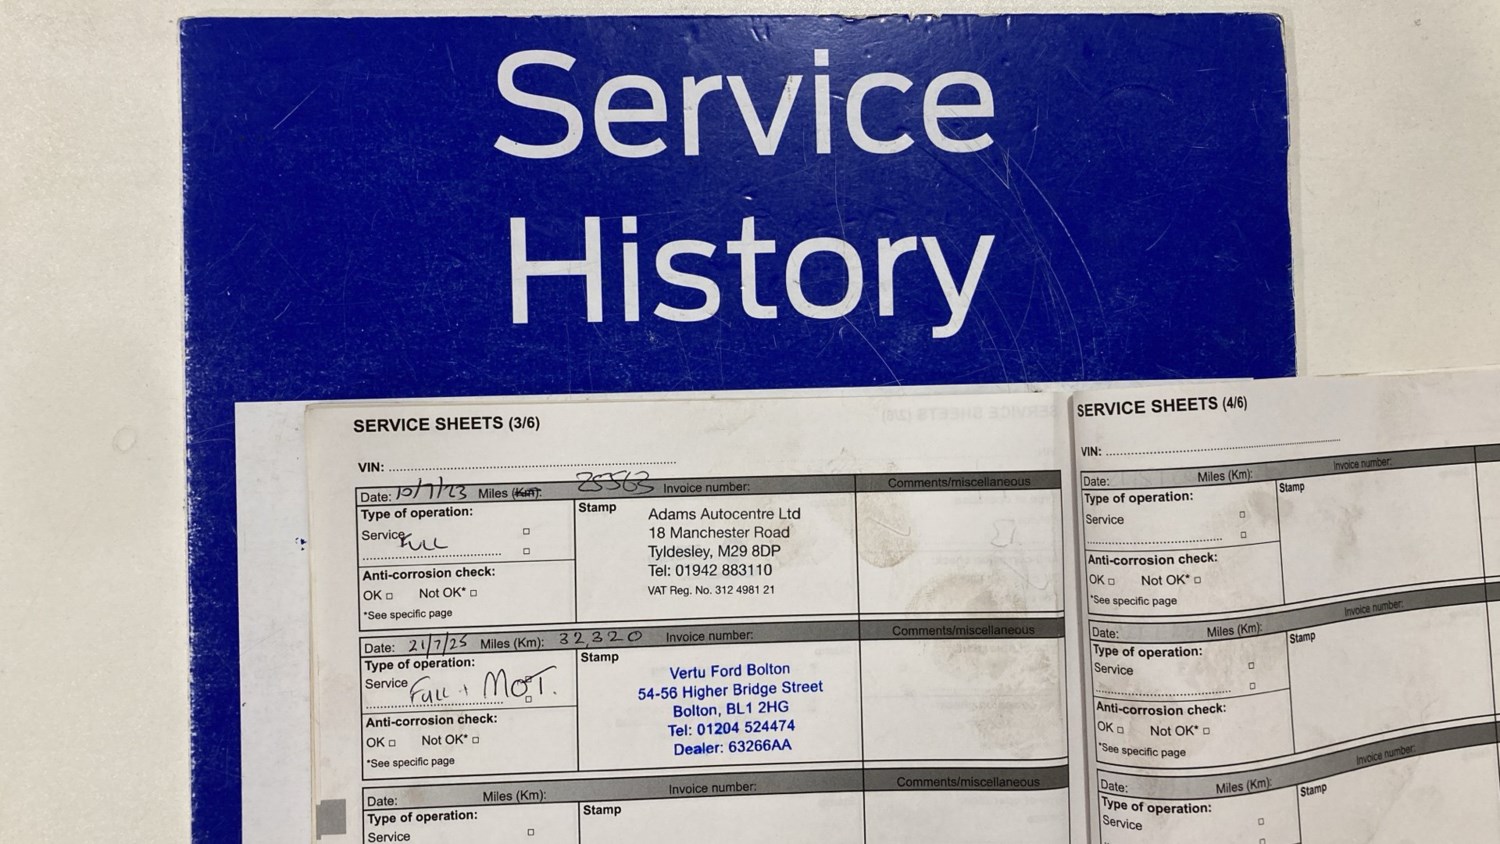 Service
History
SERVICE SHEETS (3/6)
VIN:
Date: 10/7/23 Miles (Km): 25563 Invoice number: Comments/miscellaneous
Type of operation: Stamp
Service
FULL
Adams Autocentre Ltd
18 Manchester Road
Tyldesley, M29 8DP
Tel: 01942 883110
VAT Reg. No. 312 4981 21
Anti-corrosion check:
OK Not OK*
*See specific page
Date: 21/7/25 Miles (Km): 32,320 Invoice number: Comments/miscellaneous
Type of operation: Stamp
Service Full + MOT.
Vertu Ford Bolton
54-56 Higher Bridge Street
Bolton, BL1 2HG
Tel: 01204 524474
Dealer: 63266AA
Anti-corrosion check:
OK Not OK*
*See specific page
Date: Miles (Km): Invoice number: Comments/miscellaneous
Type of operation: Stamp
Service
SERVICE SHEETS (4/6)
VIN:
Date: Miles (Km): Invoice number:
Type of operation: Stamp
Service
Anti-corrosion check:
OK Not OK*
*See specific page
Date: Miles (Km): Invoice number:
Type of operation: Stamp
Service
Anti-corrosion check:
OK Not OK*
*See specific page
Date: Miles (Km): Invoice number:
Type of operation: Stamp
Service